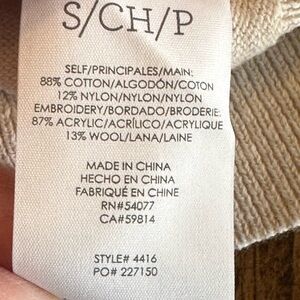 S/CH/P
SELF/PRINCIPALES/MAIN:
88% COTTON/ALGODÓN/COTON
12% NYLON/NYLON/NYLON
EMBROIDERY/BORDADO/BRODERIE:
87% ACRYLIC/ACRÍLICO/ACRYLIQUE
13% WOOL/LANA/LAINE
MADE IN CHINA
HECHO EN CHINA
FABRIQUÉ EN CHINE
RN#54077
CA#59814
STYLE# 4416
PO# 227150